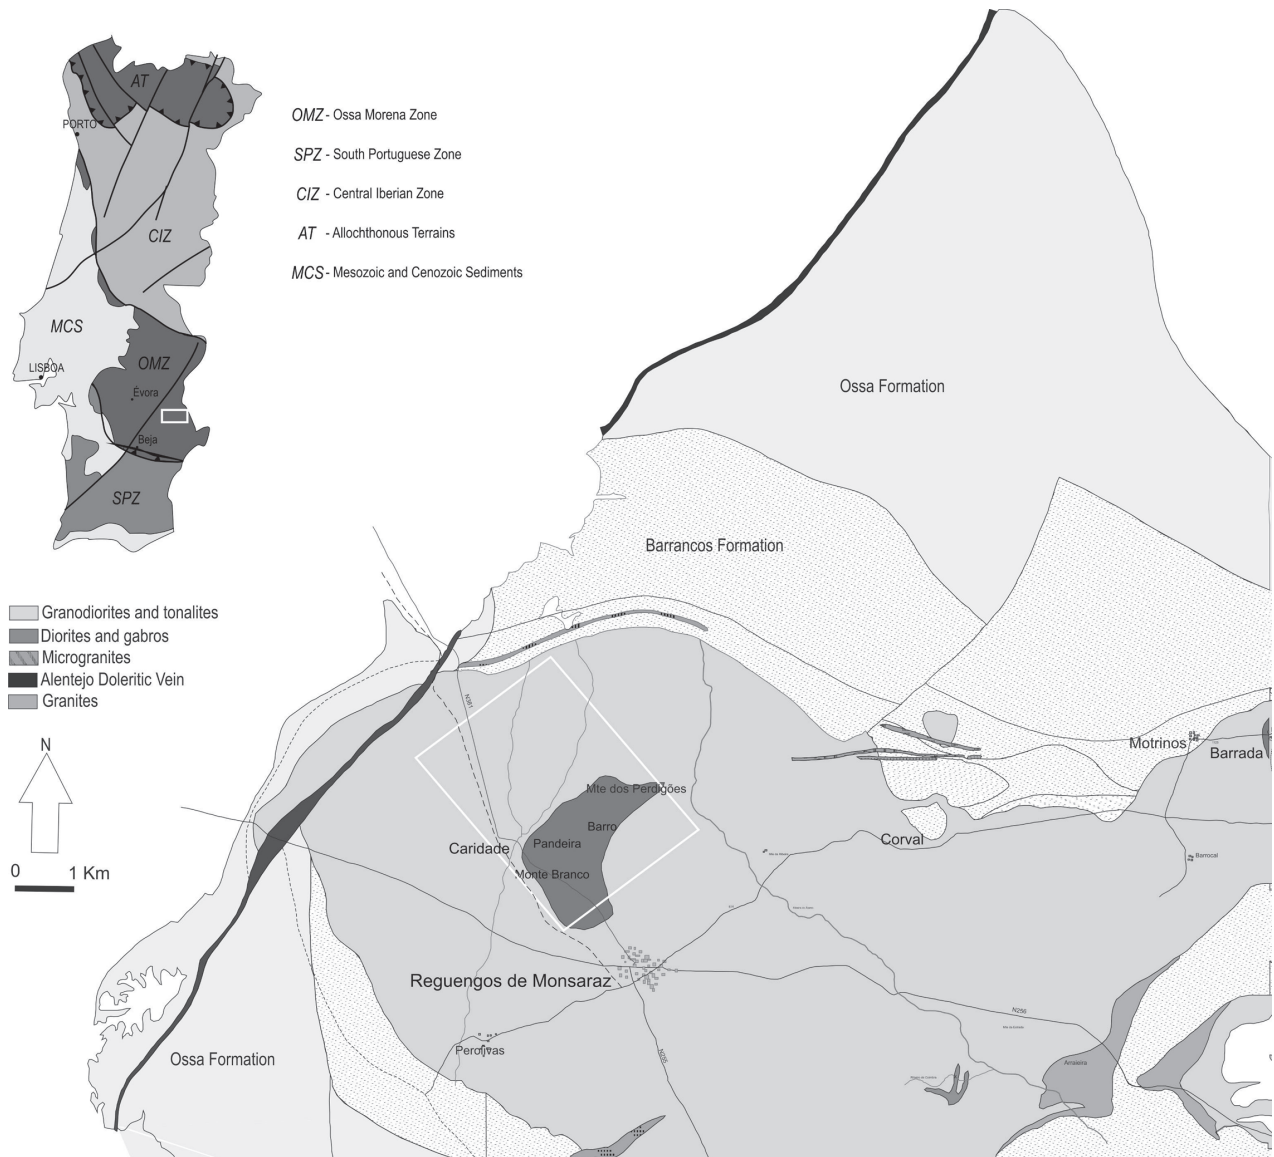 AT
PORTO
CIZ
MCS
LISBOA
OMZ
Évora
Beja
SPZ
OMZ - Ossa Morena Zone
SPZ - South Portuguese Zone
CIZ - Central Iberian Zone
AT - Allochthonous Terrains
MCS - Mesozoic and Cenozoic Sediments
Granodiorites and tonalites
Diorites and gabros
Microgranites
Alentejo Doleritic Vein
Granites
N
0 1 Km
Ossa Formation
Barrancos Formation
N381
Motrinos
Barrada
Mte dos Perdigões
Barro
Pandeira
Caridade
Monte Branco
Corval
Barrocal
Reguengos de Monsaraz
N256
Ossa Formation
Perolivas
N255